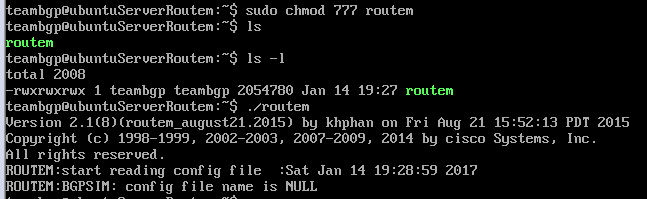 teambgp@ubuntuServerRoutem:~$ sudo chmod 777 routem
teambgp@ubuntuServerRoutem:~$ ls
routem
teambgp@ubuntuServerRoutem:~$ ls -l
total 2008
-rwxrwxrwx 1 teambgp teambgp 2054780 Jan 14 19:27 routem
teambgp@ubuntuServerRoutem:~$ ./routem
Version 2.1(8)(routem_august21.2015) by khphan on Fri Aug 21 15:52:13 PDT 2015
Copyright (c) 1998-1999, 2002-2003, 2007-2009, 2014 by cisco Systems, Inc.
All rights reserved.
ROUTEM:start reading config file  :Sat Jan 14 19:28:59 2017
ROUTEM:BGPSIM: config file name is NULL
teambgp@ubuntuServerRoutem:~$